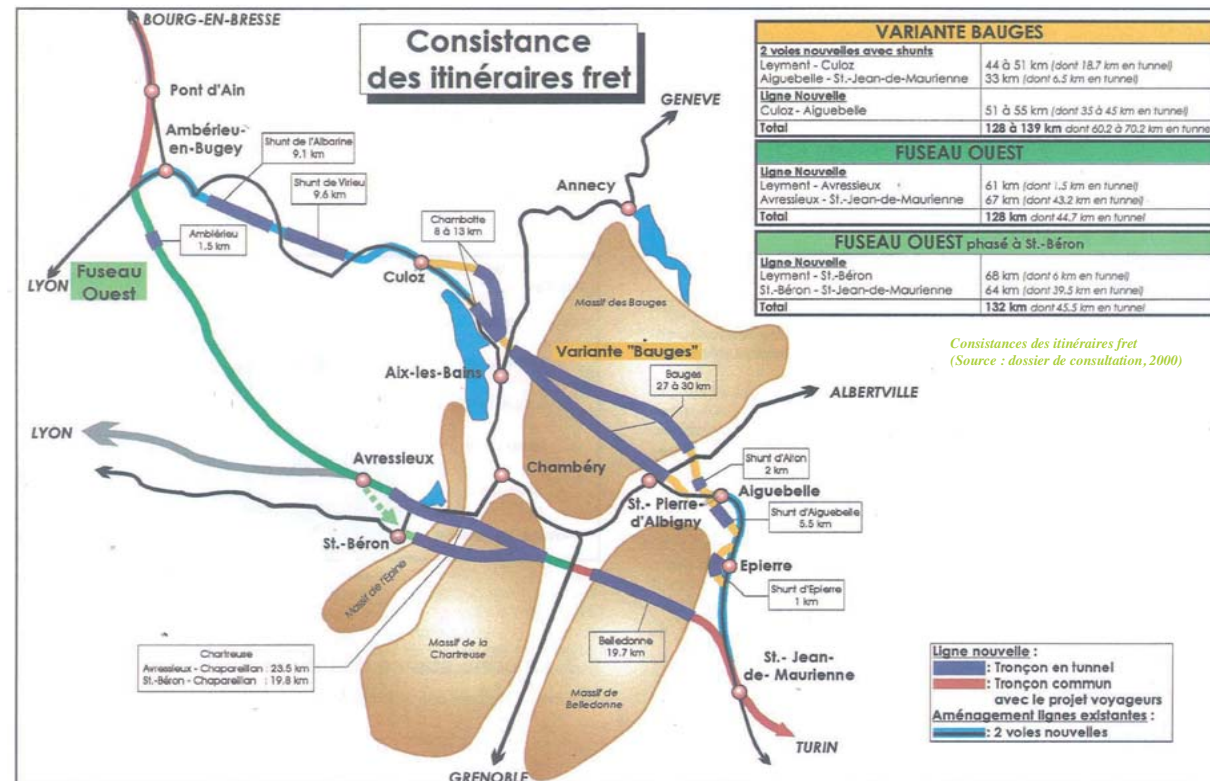 BOURG-EN-BRESSE
Consistance
des itinéraires fret
VARIANTE BAUGES
2 voies nouvelles avec shunts
Leyment - Culoz 44 à 51 km (dont 18.7 km en tunnel)
Aiguebelle - St.-Jean-de-Maurienne 33 km (dont 6.5 km en tunnel)
Ligne Nouvelle
Culoz - Aiguebelle 51 à 55 km (dont 35 à 45 km en tunnel)
Total 128 à 139 km dont 60.2 à 70.2 km en tunnel
FUSEAU OUEST
Ligne Nouvelle
Leyment - Avressieux 61 km (dont 1.5 km en tunnel)
Avressieux - St.-Jean-de-Maurienne 67 km (dont 43.2 km en tunnel)
Total 128 km dont 44.7 km en tunnel
FUSEAU OUEST phasé à St.-Béron
Ligne Nouvelle
Leyment - St.-Béron 68 km (dont 6 km en tunnel)
St.-Béron - St-Jean-de-Maurienne 64 km (dont 39.5 km en tunnel)
Total 132 km dont 45.5 km en tunnel
Consistances des itinéraires fret
(Source : dossier de consultation, 2000)
Pont d'Ain
GENEVE
Ambérieu-
en-Bugey
Shunt de l'Albarine
9.1 km
Shunt de Virieu
9.6 km
Annecy
Chambotte
8 à 13 km
Ambérieu
1.5 km
LYON
Fuseau
Ouest
Culoz
Massif des Bauges
Variante "Bauges"
Aix-les-Bains
Bauges
27 à 30 km
ALBERTVILLE
LYON
Avressieux
Chambéry
Shunt d'Aiton
2 km
St.- Pierre-
d'Albigny
Aiguebelle
Shunt d'Aiguebelle
5.5 km
St.-Béron
Massif de l'Epine
Epierre
Shunt d'Epierre
1 km
Chartreuse
Avressieux - Chapareillan : 23.5 km
St.-Béron - Chapareillan : 19.8 km
Massif de la
Chartreuse
Belledonne
19.7 km
Massif de
Belledonne
St.- Jean-
de- Maurienne
TURIN
GRENOBLE
Ligne nouvelle :
: Tronçon en tunnel
: Tronçon commun
avec le projet voyageurs
Aménagement lignes existantes :
: 2 voies nouvelles